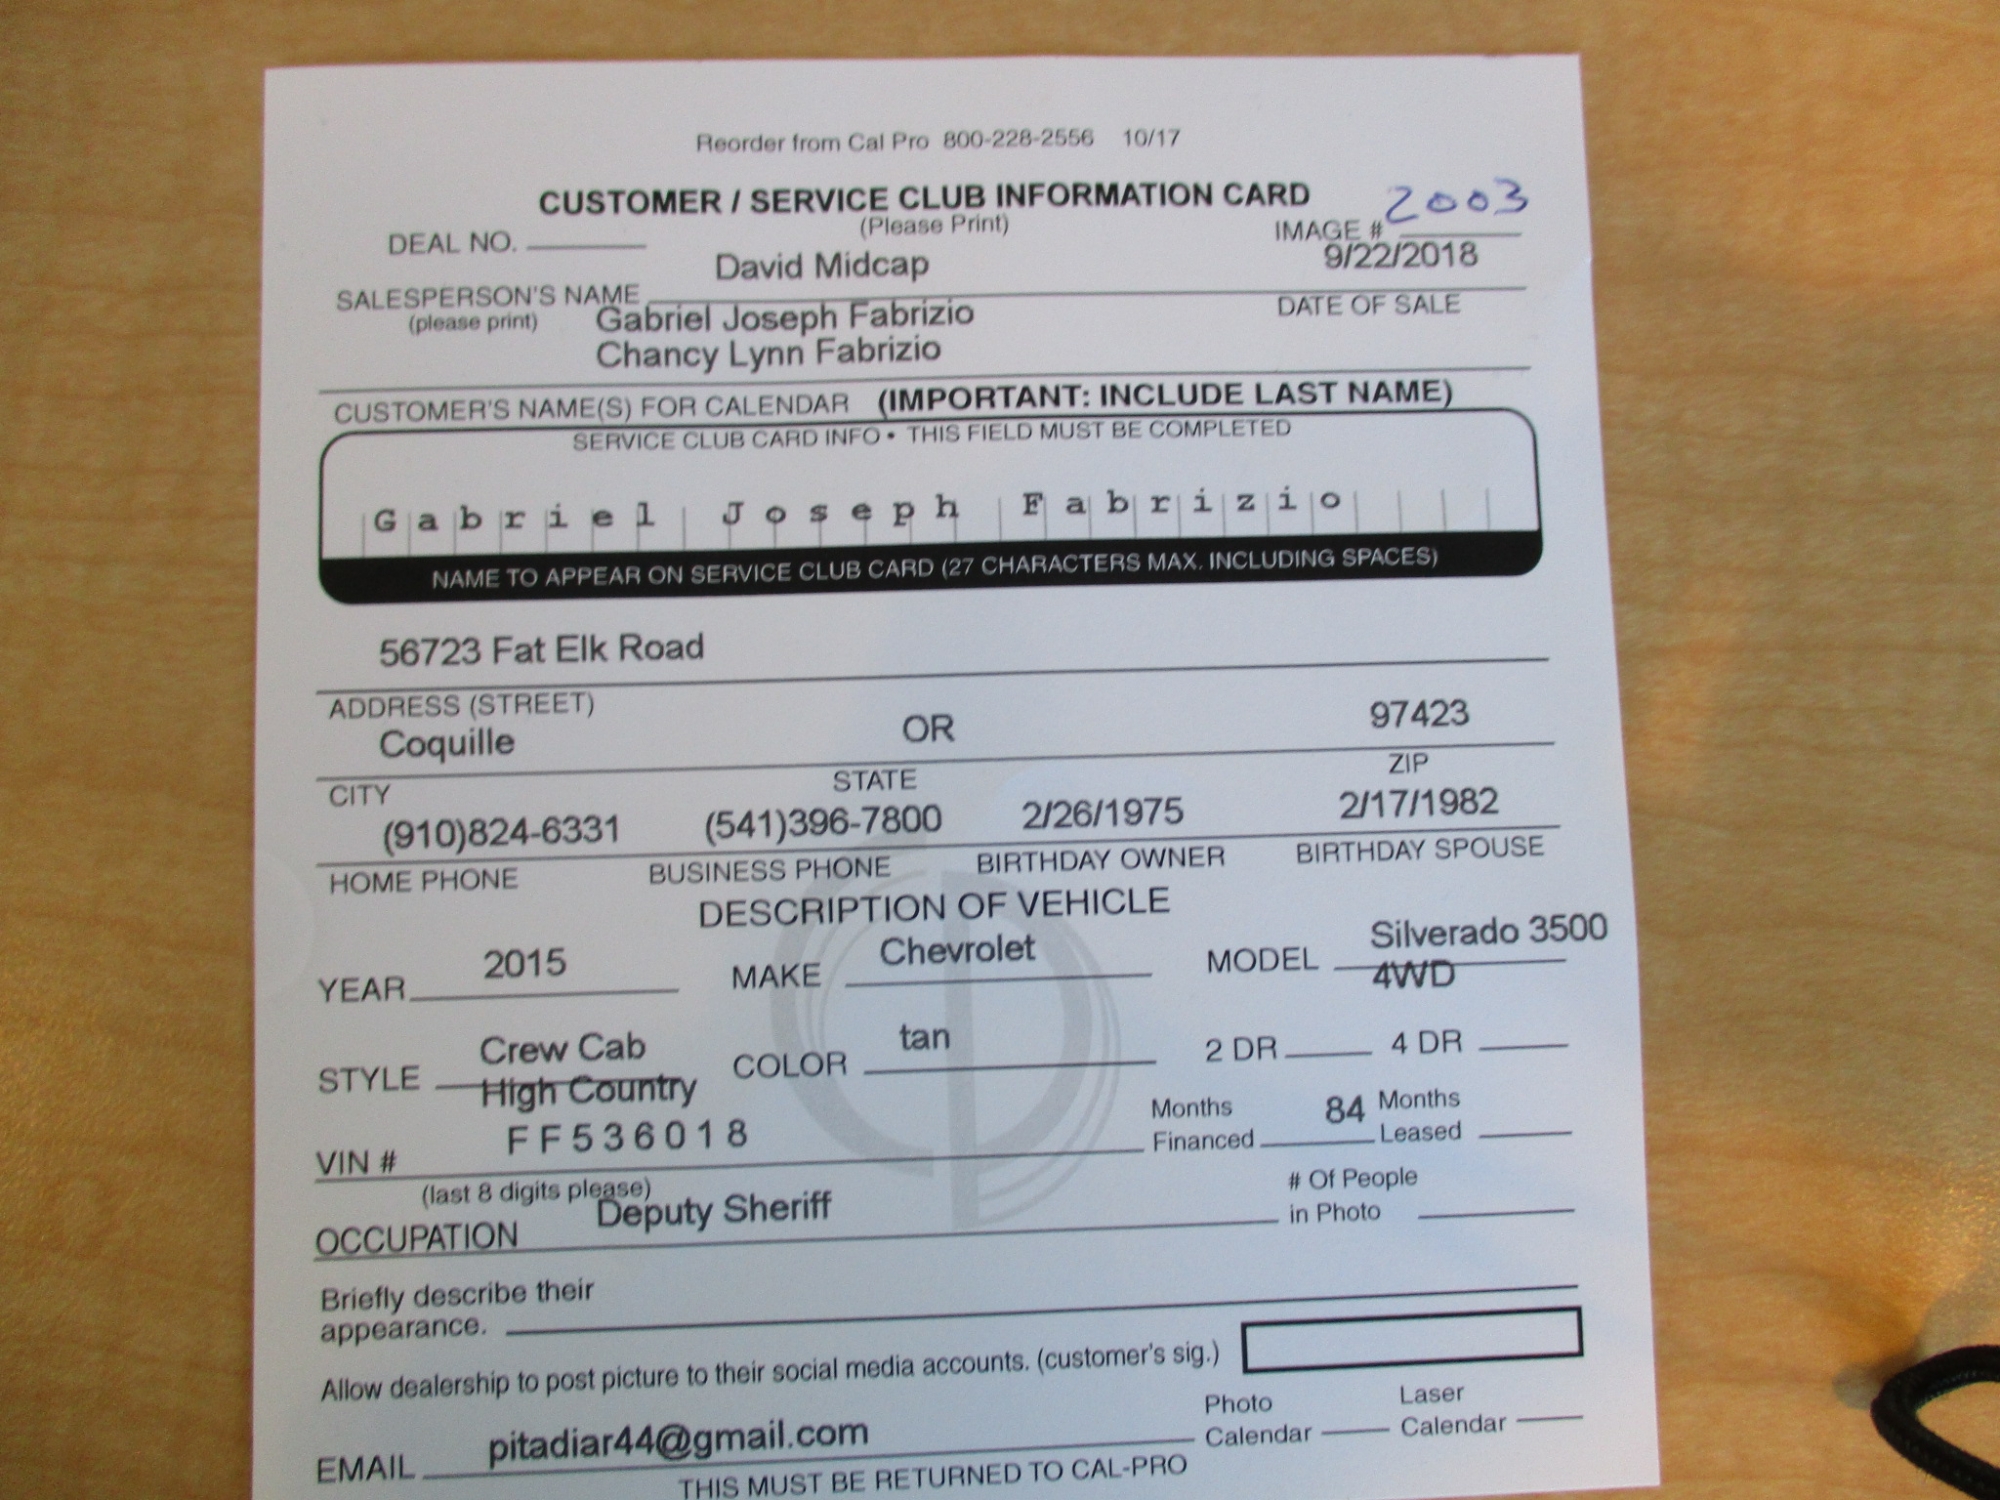 Reorder from Cal Pro 800-228-2556 10/17
CUSTOMER / SERVICE CLUB INFORMATION CARD
(Please Print)
DEAL NO.
IMAGE # 2003
David Midcap
9/22/2018
SALESPERSON'S NAME
(please print)
DATE OF SALE
Gabriel Joseph Fabrizio
Chancy Lynn Fabrizio
CUSTOMER'S NAME(S) FOR CALENDAR (IMPORTANT: INCLUDE LAST NAME)
SERVICE CLUB CARD INFO • THIS FIELD MUST BE COMPLETED
Gabriel Joseph Fabrizio
NAME TO APPEAR ON SERVICE CLUB CARD (27 CHARACTERS MAX. INCLUDING SPACES)
56723 Fat Elk Road
ADDRESS (STREET)
Coquille OR 97423
CITY STATE ZIP
(910)824-6331 (541)396-7800 2/26/1975 2/17/1982
HOME PHONE BUSINESS PHONE BIRTHDAY OWNER BIRTHDAY SPOUSE
DESCRIPTION OF VEHICLE
YEAR 2015 MAKE Chevrolet MODEL Silverado 3500
4WD
STYLE Crew Cab COLOR tan 2 DR 4 DR
High Country
Months 84 Months
VIN # FF536018 Financed Leased
(last 8 digits please)
# Of People
OCCUPATION Deputy Sheriff in Photo
Briefly describe their
appearance.
Allow dealership to post picture to their social media accounts. (customer's sig.)
Photo Laser
EMAIL pitadiar44@gmail.com Calendar Calendar
THIS MUST BE RETURNED TO CAL-PRO